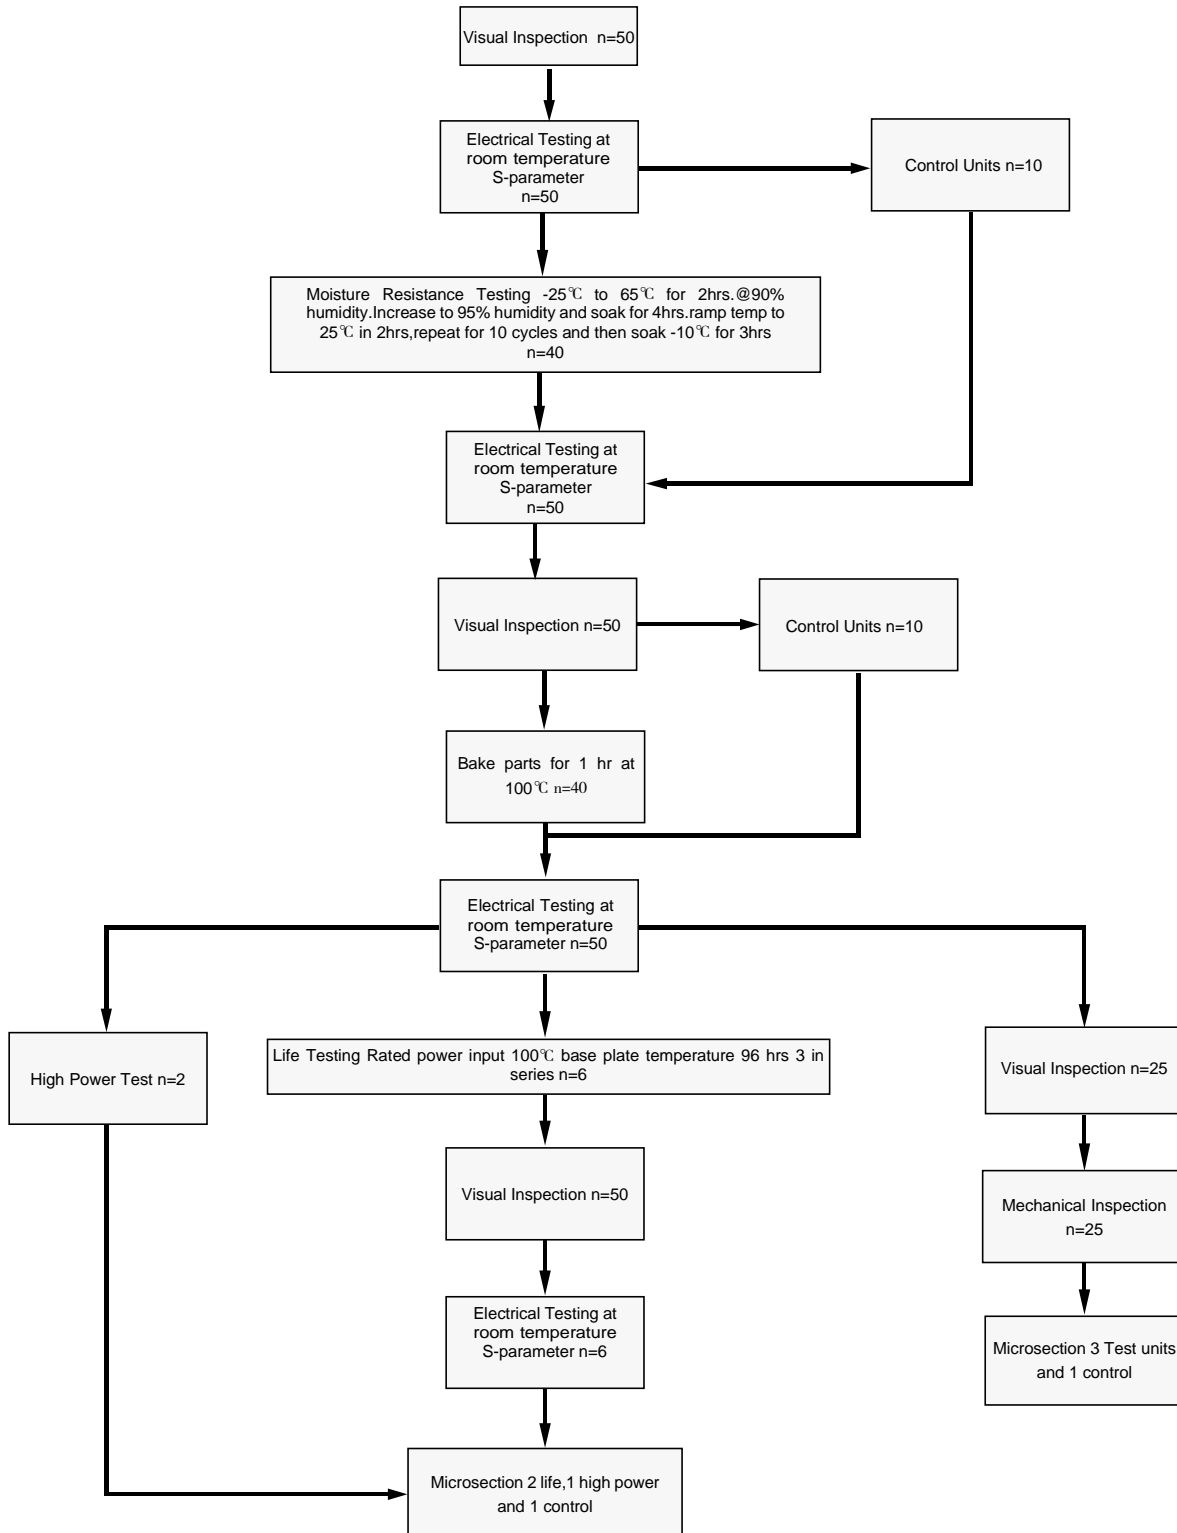 Visual Inspection n=50
Electrical Testing at
room temperature
S-parameter
n=50
Control Units n=10
Moisture Resistance Testing -25℃ to 65℃ for 2hrs.@90%
humidity.Increase to 95% humidity and soak for 4hrs.ramp temp to
25℃ in 2hrs,repeat for 10 cycles and then soak -10℃ for 3hrs
n=40
Electrical Testing at
room temperature
S-parameter
n=50
Visual Inspection n=50
Control Units n=10
Bake parts for 1 hr at
100℃ n=40
Electrical Testing at
room temperature
S-parameter n=50
High Power Test n=2
Life Testing Rated power input 100℃ base plate temperature 96 hrs 3 in
series n=6
Visual Inspection n=25
Visual Inspection n=50
Mechanical Inspection
n=25
Electrical Testing at
room temperature
S-parameter n=6
Microsection 3 Test units
and 1 control
Microsection 2 life,1 high power
and 1 control